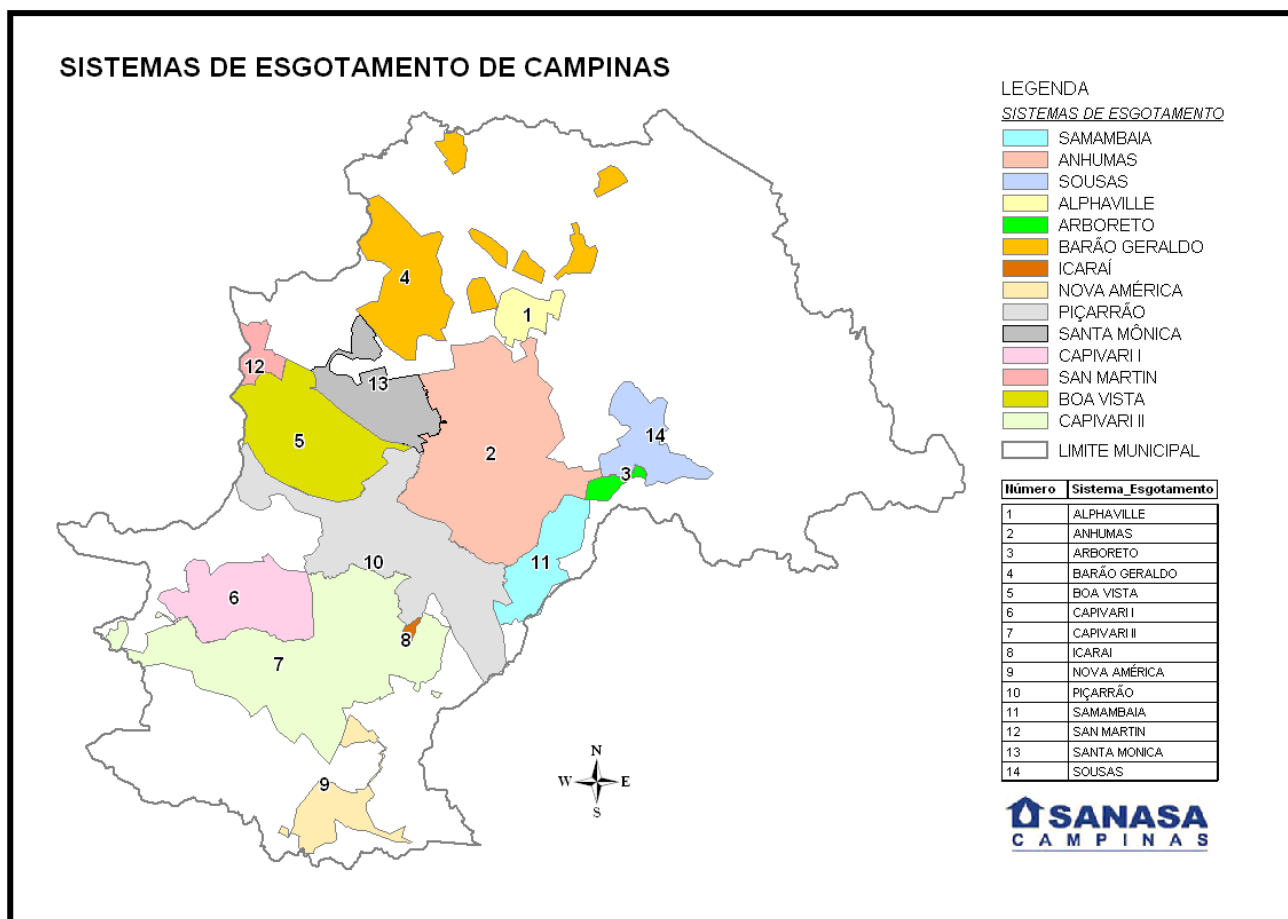 SISTEMAS DE ESGOTAMENTO DE CAMPINAS
4
1
12
13
5
2
14
3
11
10
6
8
7
9
N
W E
S
LEGENDA
SISTEMAS DE ESGOTAMENTO
SAMAMBAIA
ANHUMAS
SOUSAS
ALPHAVILLE
ARBORETO
BARÃO GERALDO
ICARAÍ
NOVA AMÉRICA
PIÇARRÃO
SANTA MÔNICA
CAPIVARI I
SAN MARTIN
BOA VISTA
CAPIVARI II
LIMITE MUNICIPAL
Número Sistema_Esgotamento
1 ALPHAVILLE
2 ANHUMAS
3 ARBORETO
4 BARÃO GERALDO
5 BOA VISTA
6 CAPIVARI I
7 CAPIVARI II
8 ICARAI
9 NOVA AMÉRICA
10 PIÇARRÃO
11 SAMAMBAIA
12 SAN MARTIN
13 SANTA MONICA
14 SOUSAS
SANASA
CAMPINAS